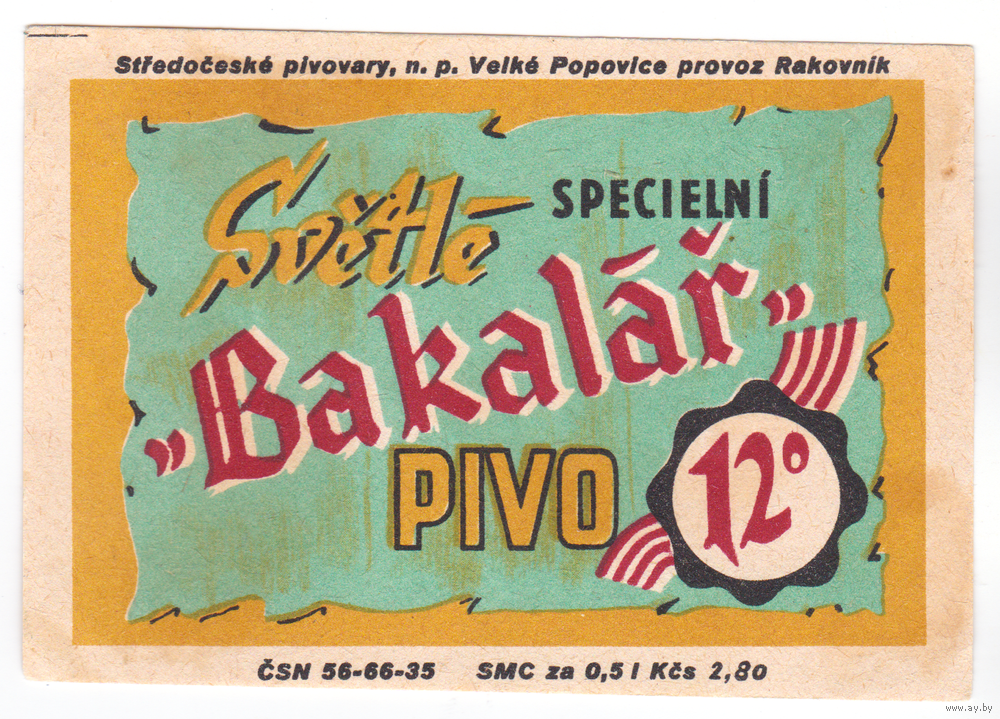 Středočeské pivovary, n. p. Velké Popovice provoz Rakovník
Světlé SPECIELNÍ
„Bakalář”
PIVO
12°
ČSN 56-66-35 SMC za 0,5 l Kčs 2,80
www.ay.by